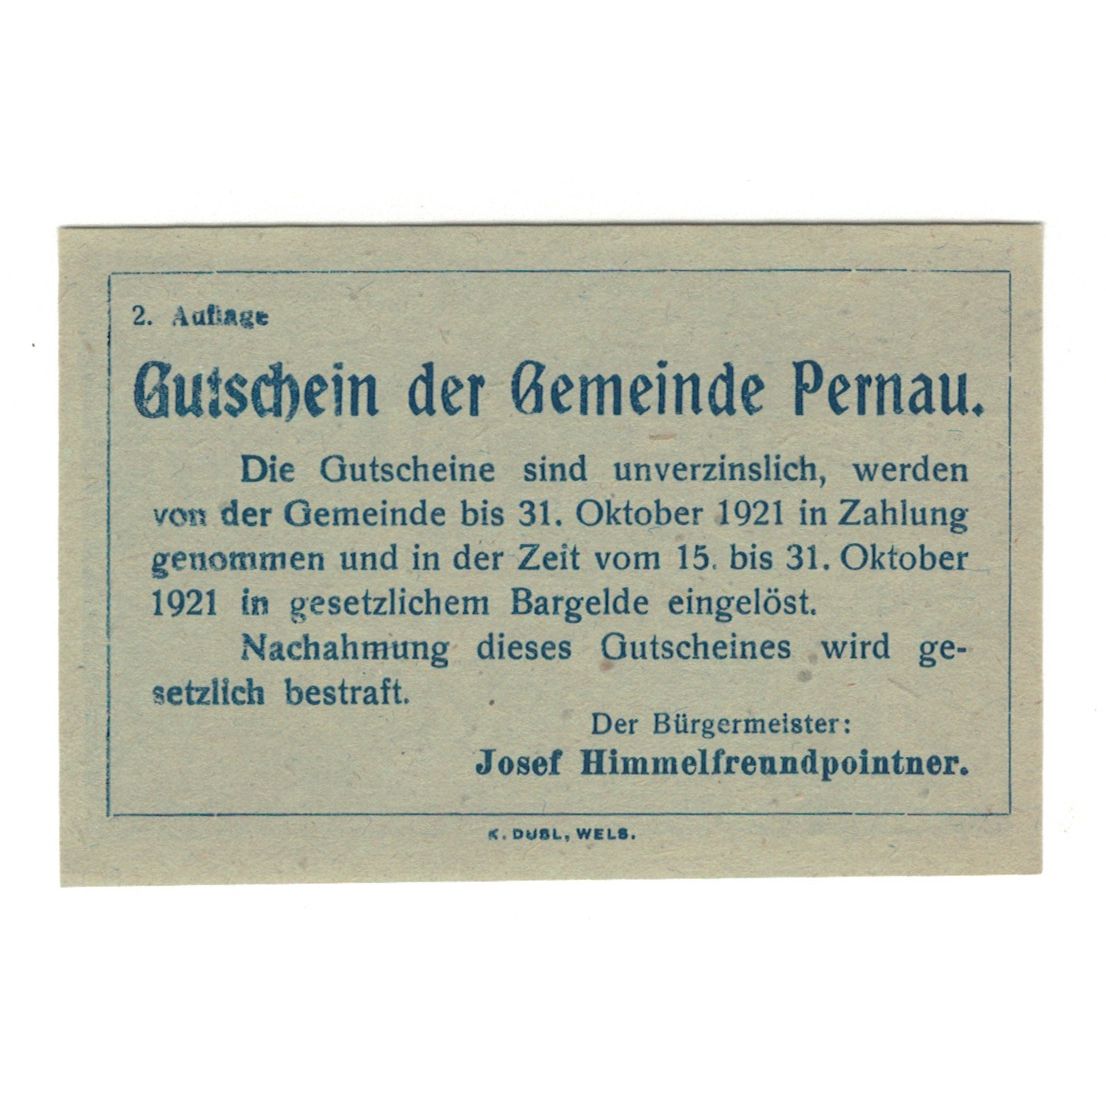 2. Auflage
Gutschein der Gemeinde Pernau.
Die Gutscheine sind unverzinslich, werden
von der Gemeinde bis 31. Oktober 1921 in Zahlung
genommen und in der Zeit vom 15. bis 31. Oktober
1921 in gesetzlichem Bargelde eingelöst.
Nachahmung dieses Gutscheines wird ge-
setzlich bestraft.
Der Bürgermeister:
Josef Himmelfreundpointner.
K. DUSL, WELS.